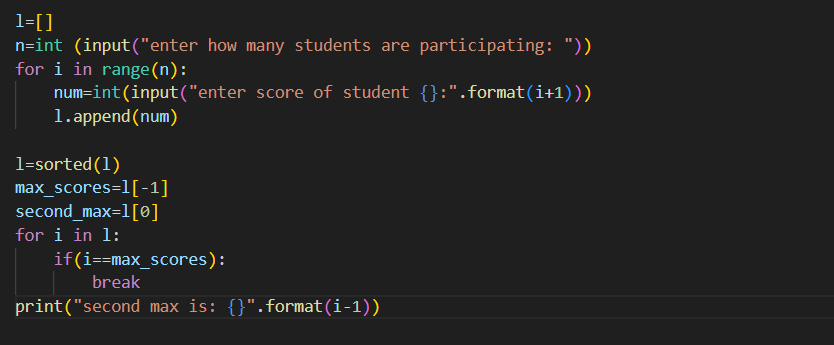 l=[]
n=int (input("enter how many students are participating: "))
for i in range(n):
    num=int(input("enter score of student {}:".format(i+1)))
    l.append(num)

l=sorted(l)
max_scores=l[-1]
second_max=l[0]
for i in l:
    if(i==max_scores):
        break
print("second max is: {}".format(i-1))